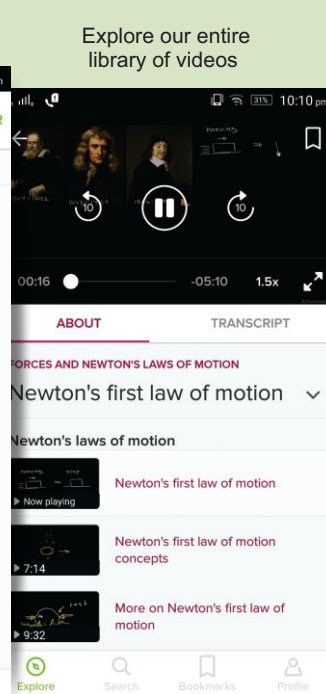 Explore our entire
library of videos
31% 10:10 pm
10
10
00:16
-05:10
1.5x
ABOUT
TRANSCRIPT
FORCES AND NEWTON'S LAWS OF MOTION
Newton's first law of motion
Newton's laws of motion
Now playing
Newton's first law of motion
7:14
Newton's first law of motion
concepts
9:32
More on Newton's first law of
motion
Explore
Search
Bookmarks
Profile